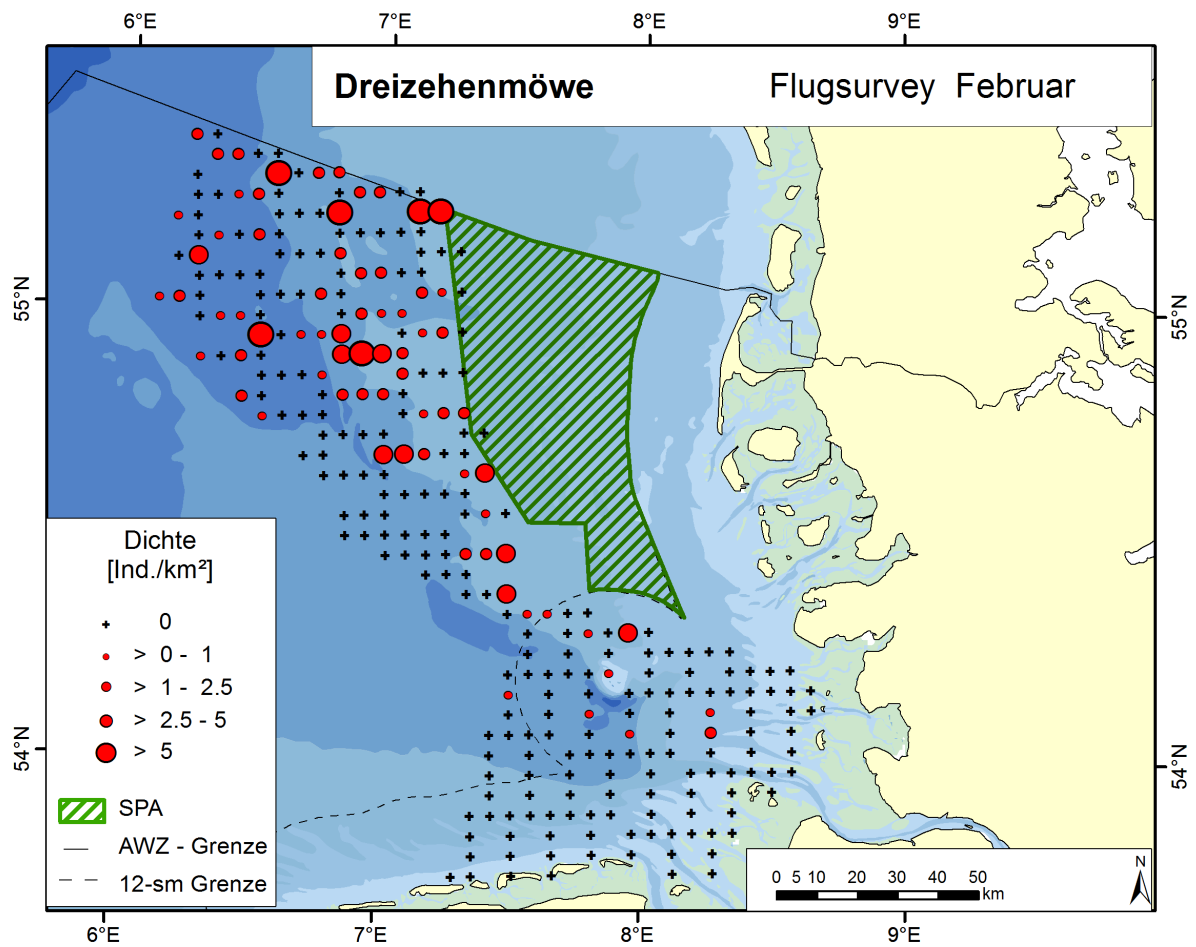 6°E 7°E 8°E 9°E
Dreizehenmöwe Flugsurvey Februar
55°N 55°N
Dichte
[Ind./km²]
0
> 0 - 1
> 1 - 2.5
> 2.5 - 5
> 5
54°N 54°N
SPA
AWZ - Grenze
12-sm Grenze
N
0 5 10 20 30 40 50
km
6°E 7°E 8°E 9°E